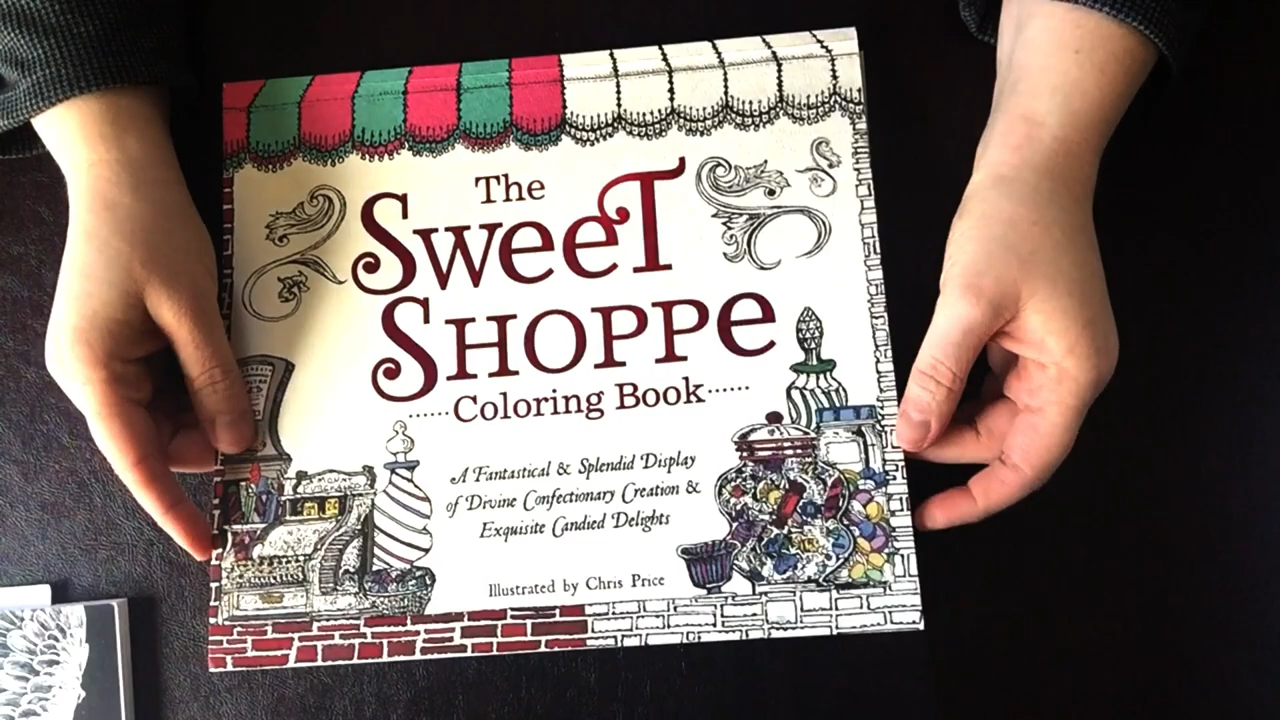 The
Sweet
Shoppe
Coloring Book
A Fantastical & Splendid Display
of Divine Confectionary Creation &
Exquisite Candied Delights
Illustrated by Chris Price